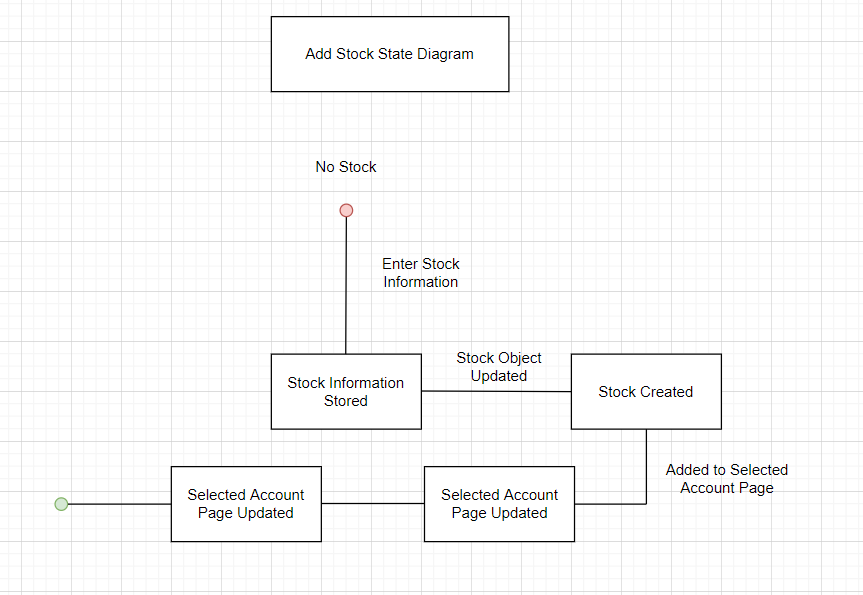 Add Stock State Diagram
No Stock
Enter Stock
Information
Stock Information
Stored
Stock Object
Updated
Stock Created
Added to Selected
Account Page
Selected Account
Page Updated
Selected Account
Page Updated